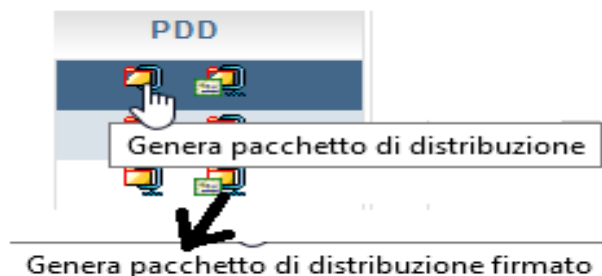 PDD
Genera pacchetto di distribuzione
Genera pacchetto di distribuzione firmato